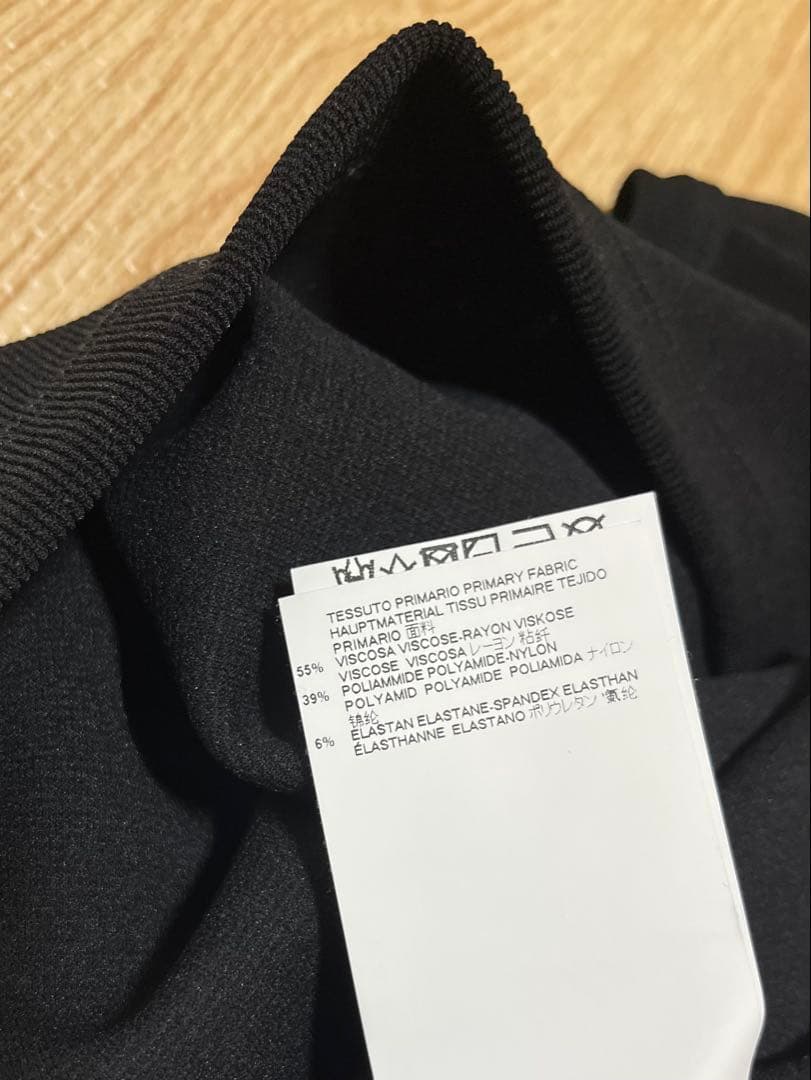 TESSUTO PRIMARIO PRIMARY FABRIC
HAUPTMATERIAL TISSU PRIMAIRE TEJIDO
PRIMARIO 面料
55% VISCOSA VISCOSE-RAYON VISKOSE
VISCOSE VISCOSA レーヨン 粘纤
39% POLIAMMIDE POLYAMIDE-NYLON
POLYAMID POLYAMIDE POLIAMIDA ナイロン
锦纶
6% ELASTAN ELASTANE-SPANDEX ELASTHAN
ÉLASTHANNE ELASTANO ポリウレタン 氨纶